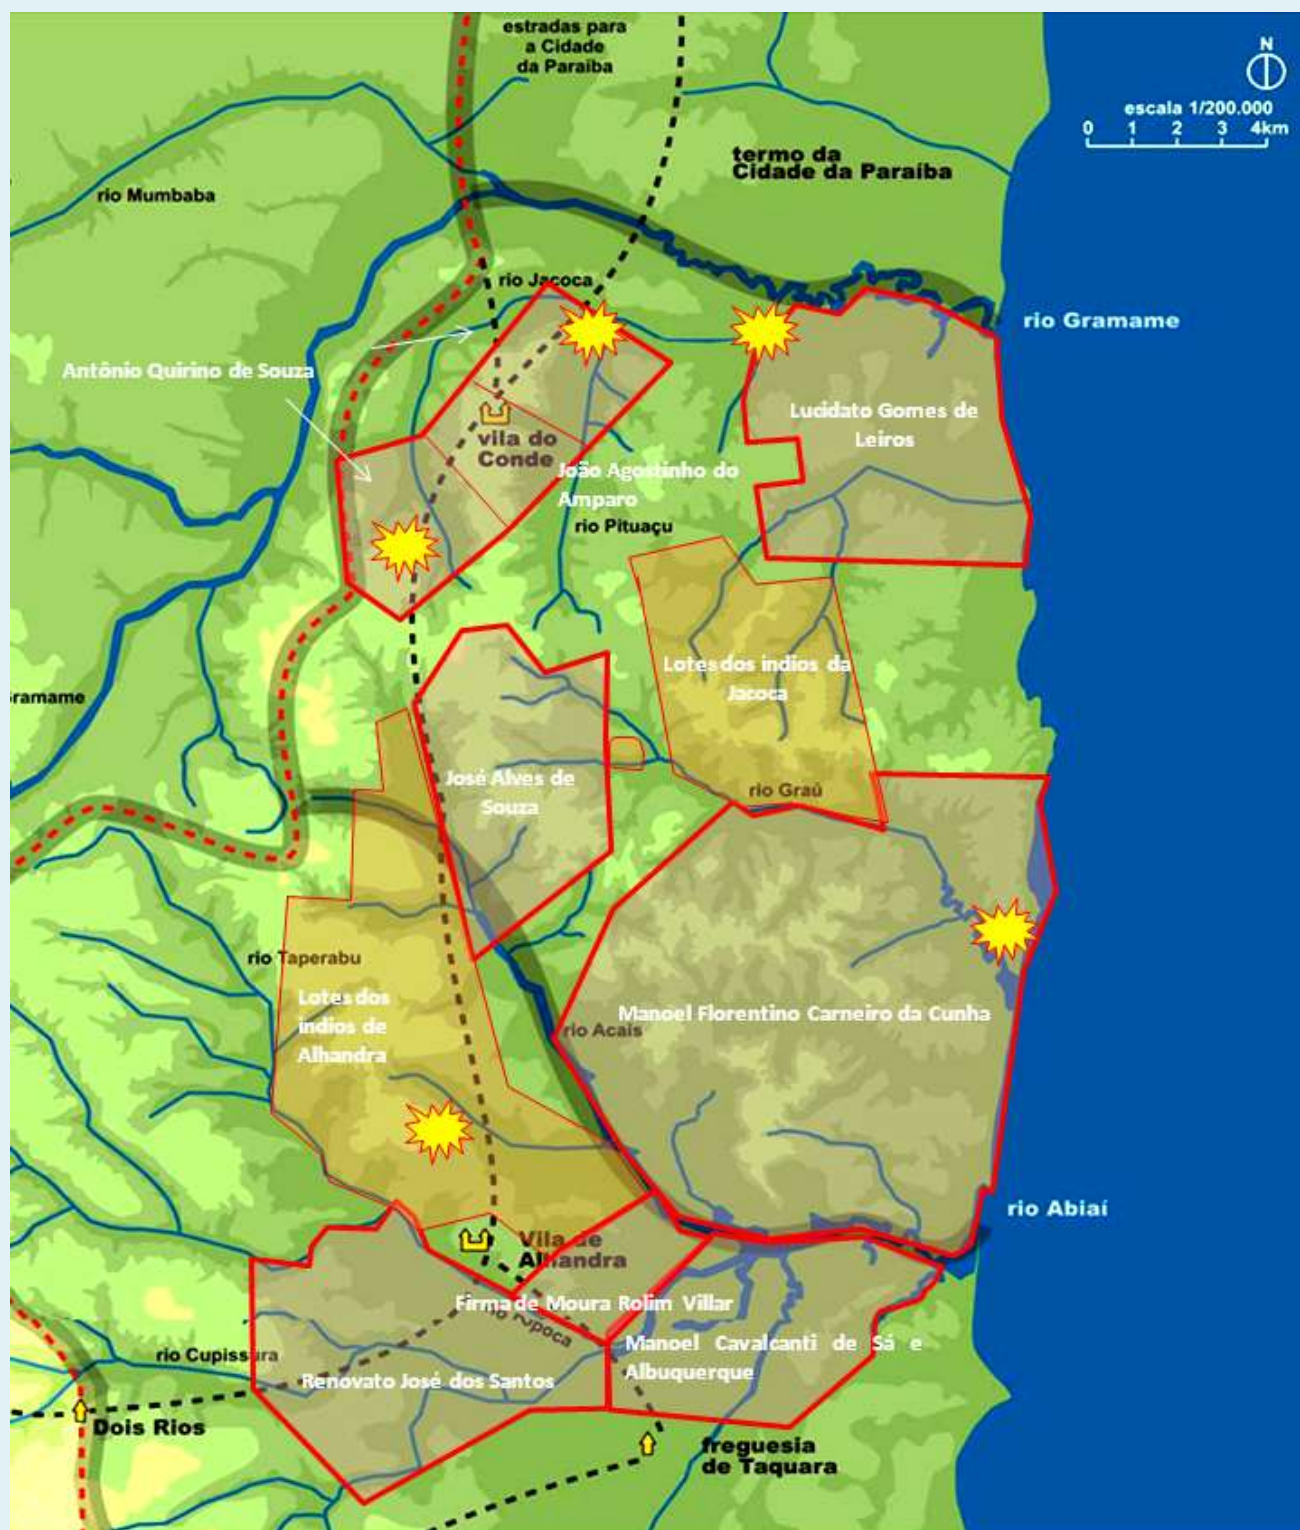 estradas para
a Cidade
da Paraíba
N
escala 1/200.000
0 1 2 3 4km
termo da
Cidade da Paraíba
rio Mumbaba
rio Jacoca
rio Gramame
Antônio Quirino de Souza
Lucidato Gomes de
Leiros
vila do
Conde
João Agostinho do
Amparo
rio Pituaçu
Lotes dos índios da
Jacoca
ramame
José Alves de
Souza
rio Graú
rio Taperabu
Lotes dos
índios de
Alhandra
Manoel Florentino Carneiro da Cunha
rio Acais
rio Abiaí
Vila de
Alhandra
Firma de Moura Rolim Villar
rio
poca
Manoel Cavalcanti de Sá e
Albuquerque
rio Cupissura
Renovato José dos Santos
Dois Rios
freguesia
de Taquara